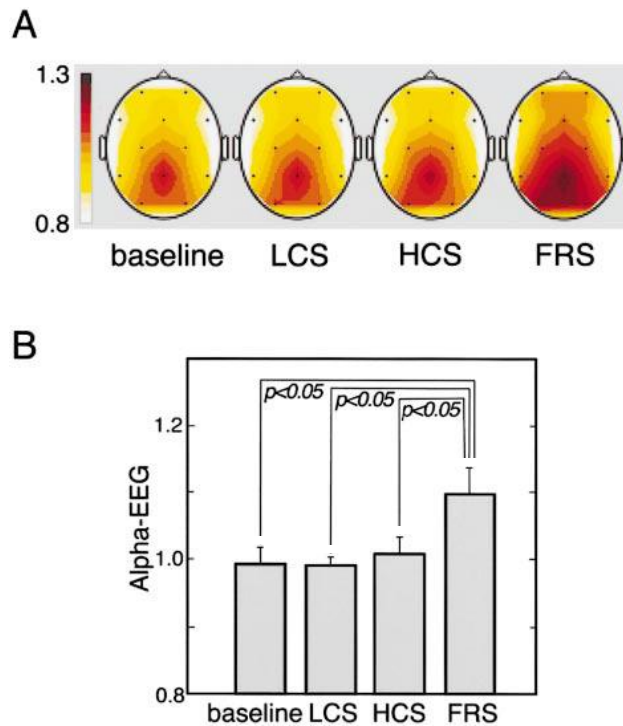 A
1.3
0.8
baseline LCS HCS FRS
B
p<0.05 p<0.05 p<0.05
1.2
1.0
0.8
Alpha-EEG
baseline LCS HCS FRS